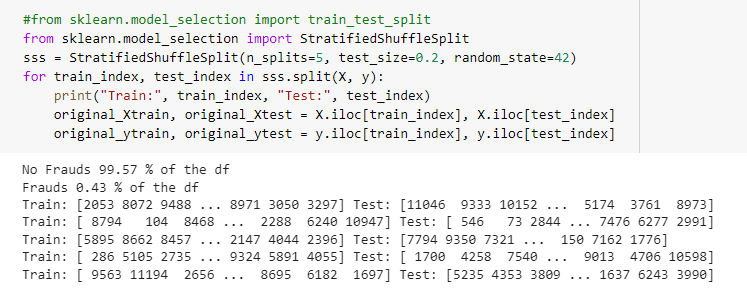 #from sklearn.model_selection import train_test_split
from sklearn.model_selection import StratifiedShuffleSplit
sss = StratifiedShuffleSplit(n_splits=5, test_size=0.2, random_state=42)
for train_index, test_index in sss.split(X, y):
    print("Train:", train_index, "Test:", test_index)
    original_Xtrain, original_Xtest = X.iloc[train_index], X.iloc[test_index]
    original_ytrain, original_ytest = y.iloc[train_index], y.iloc[test_index]
No Frauds 99.57 % of the df
Frauds 0.43 % of the df
Train: [2053 8072 9488 ... 8971 3050 3297] Test: [11046  9333 10152 ...  5174  3761  8973]
Train: [ 8794   104  8468 ...  2288  6240 10947] Test: [ 546   73 2844 ... 7476 6277 2991]
Train: [5895 8662 8457 ... 2147 4044 2396] Test: [7794 9350 7321 ...  150 7162 1776]
Train: [ 286 5105 2735 ... 9324 5891 4055] Test: [ 1700  4258  7540 ...  9013  4706 10598]
Train: [ 9563 11194  2656 ...  8695  6182  1697] Test: [5235 4353 3809 ... 1637 6243 3990]